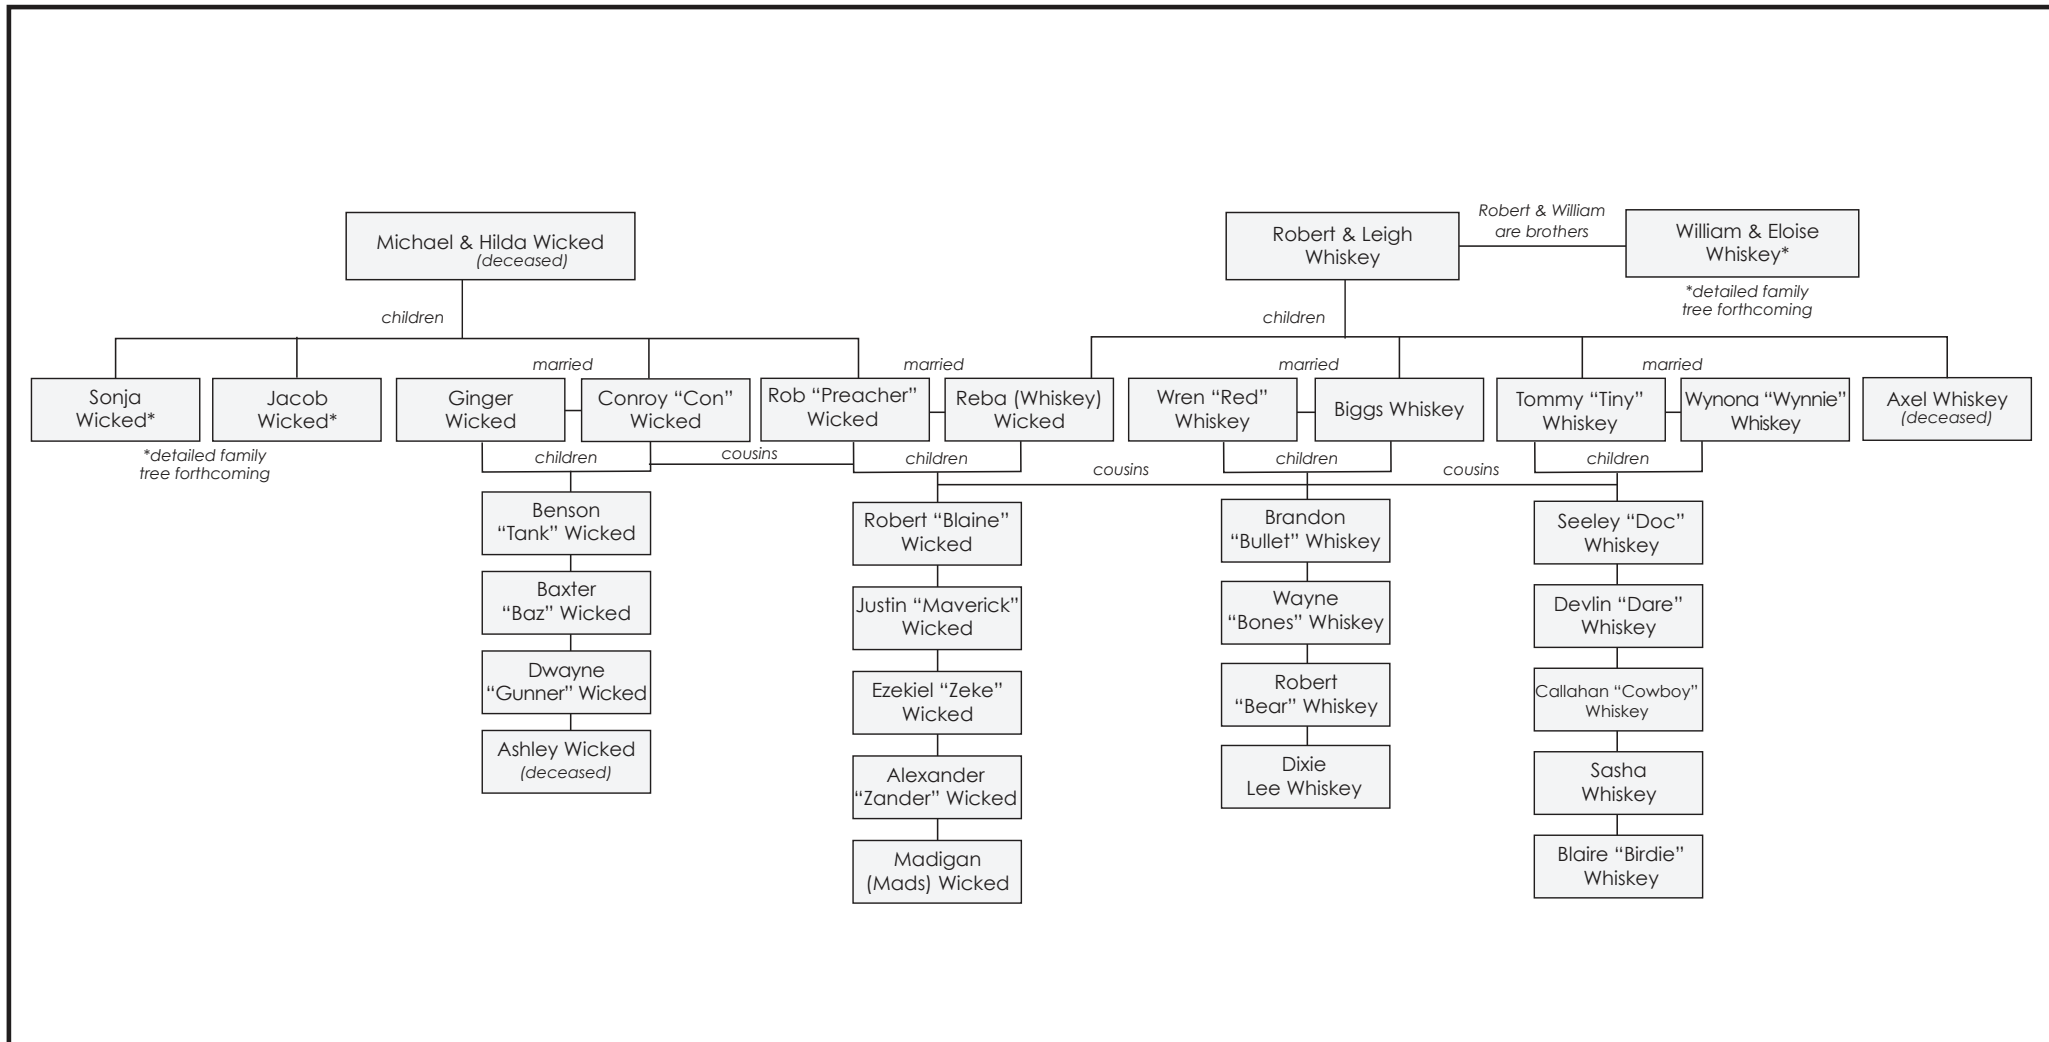 Michael & Hilda Wicked
(deceased)
Robert & Leigh
Whiskey
Robert & William
are brothers
William & Eloise
Whiskey*
*detailed family
tree forthcoming
children
children
married
married
married
married
Sonja
Wicked*
Jacob
Wicked*
Ginger
Wicked
Conroy “Con”
Wicked
Rob “Preacher”
Wicked
Reba (Whiskey)
Wicked
Wren “Red”
Whiskey
Biggs Whiskey
Tommy “Tiny”
Whiskey
Wynona “Wynnie”
Whiskey
Axel Whiskey
(deceased)
*detailed family
tree forthcoming
children
cousins
children
cousins
children
cousins
children
Benson
“Tank” Wicked
Baxter
“Baz” Wicked
Dwayne
“Gunner” Wicked
Ashley Wicked
(deceased)
Robert “Blaine”
Wicked
Justin “Maverick”
Wicked
Ezekiel “Zeke”
Wicked
Alexander
“Zander” Wicked
Madigan
(Mads) Wicked
Brandon
“Bullet” Whiskey
Wayne
“Bones” Whiskey
Robert
“Bear” Whiskey
Dixie
Lee Whiskey
Seeley “Doc”
Whiskey
Devlin “Dare”
Whiskey
Callahan “Cowboy”
Whiskey
Sasha
Whiskey
Blaire “Birdie”
Whiskey